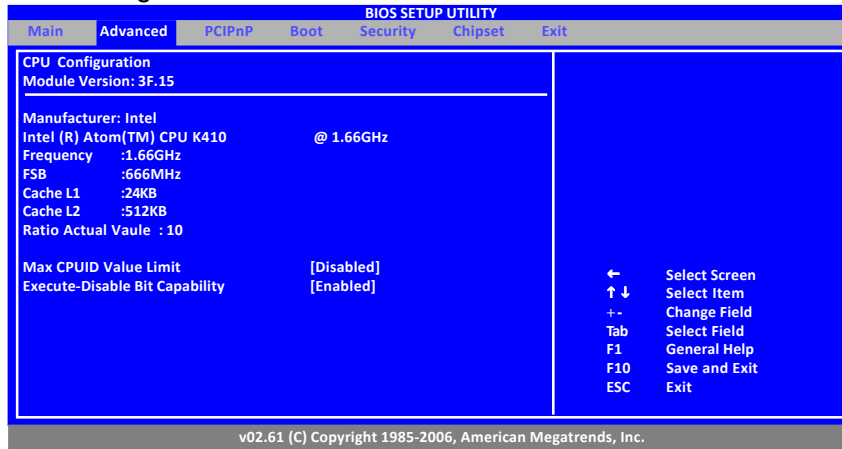 BIOS SETUP UTILITY
Main Advanced PCIPnP Boot Security Chipset Exit
CPU Configuration
Module Version: 3F.15
Manufacturer: Intel
Intel (R) Atom(TM) CPU K410 @ 1.66GHz
Frequency :1.66GHz
FSB :666MHz
Cache L1 :24KB
Cache L2 :512KB
Ratio Actual Vaule : 10
Max CPUID Value Limit [Disabled]
Execute-Disable Bit Capability [Enabled]
← Select Screen
↑↓ Select Item
+- Change Field
Tab Select Field
F1 General Help
F10 Save and Exit
ESC Exit
v02.61 (C) Copyright 1985-2006, American Megatrends, Inc.